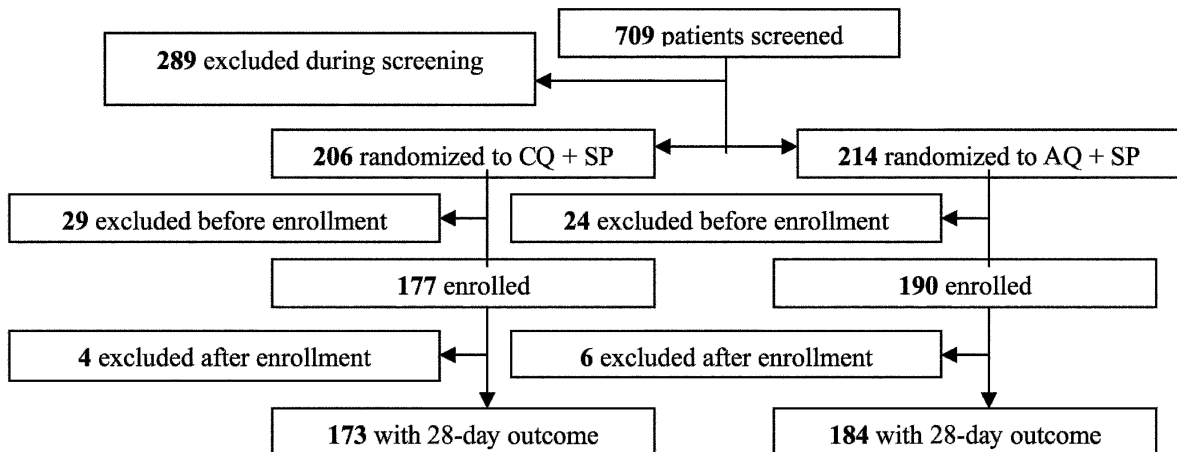 709 patients screened
289 excluded during screening
206 randomized to CQ + SP
214 randomized to AQ + SP
29 excluded before enrollment
24 excluded before enrollment
177 enrolled
190 enrolled
4 excluded after enrollment
6 excluded after enrollment
173 with 28-day outcome
184 with 28-day outcome